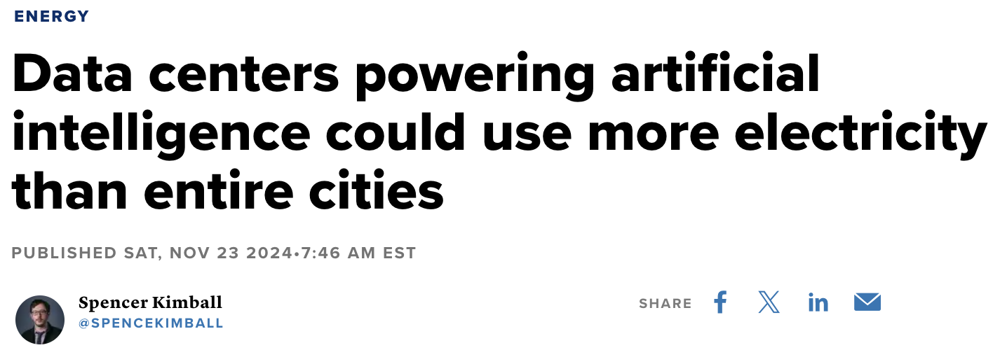 ENERGY
Data centers powering artificial
intelligence could use more electricity
than entire cities
PUBLISHED SAT, NOV 23 2024•7:46 AM EST
Spencer Kimball
@SPENCEKIMBALL
SHARE